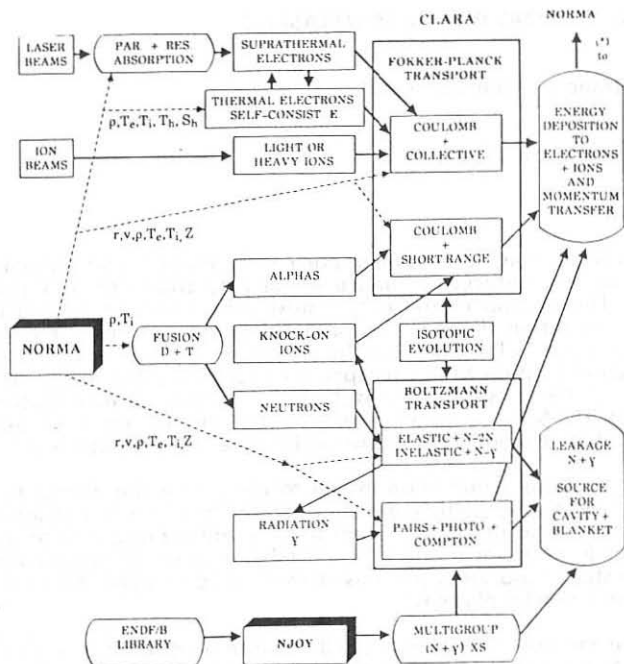 CLARA
NORMA
LASER
BEAMS
PAR + RES
ABSORPTION
SUPRATHERMAL
ELECTRONS
FOKKER-PLANCK
TRANSPORT
(*)
to
ρ,Te,Ti,Th,Sh
THERMAL ELECTRONS
SELF-CONSIST E
COULOMB
+
COLLECTIVE
ENERGY
DEPOSITION
TO
ELECTRONS
+ IONS
AND
MOMENTUM
TRANSFER
ION
BEAMS
LIGHT OR
HEAVY IONS
r,v,ρ,Te,Ti,Z
COULOMB
+
SHORT RANGE
ALPHAS
NORMA
ρ,Ti
FUSION
D + T
KNOCK-ON
IONS
ISOTOPIC
EVOLUTION
NEUTRONS
BOLTZMANN
TRANSPORT
r,v,ρ,Te,Ti,Z
ELASTIC + N-2N
INELASTIC + N-γ
LEAKAGE
N + γ
SOURCE
FOR
CAVITY +
BLANKET
RADIATION
γ
PAIRS + PHOTO +
COMPTON
ENDF/B
LIBRARY
NJOY
MULTIGROUP
(N + γ) XS